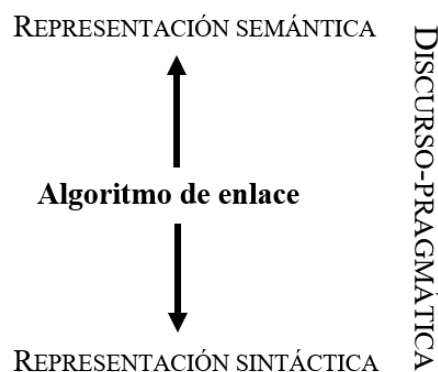 REPRESENTACIÓN SEMÁNTICA
Algoritmo de enlace
REPRESENTACIÓN SINTÁCTICA
DISCURSO-PRAGMÁTICA